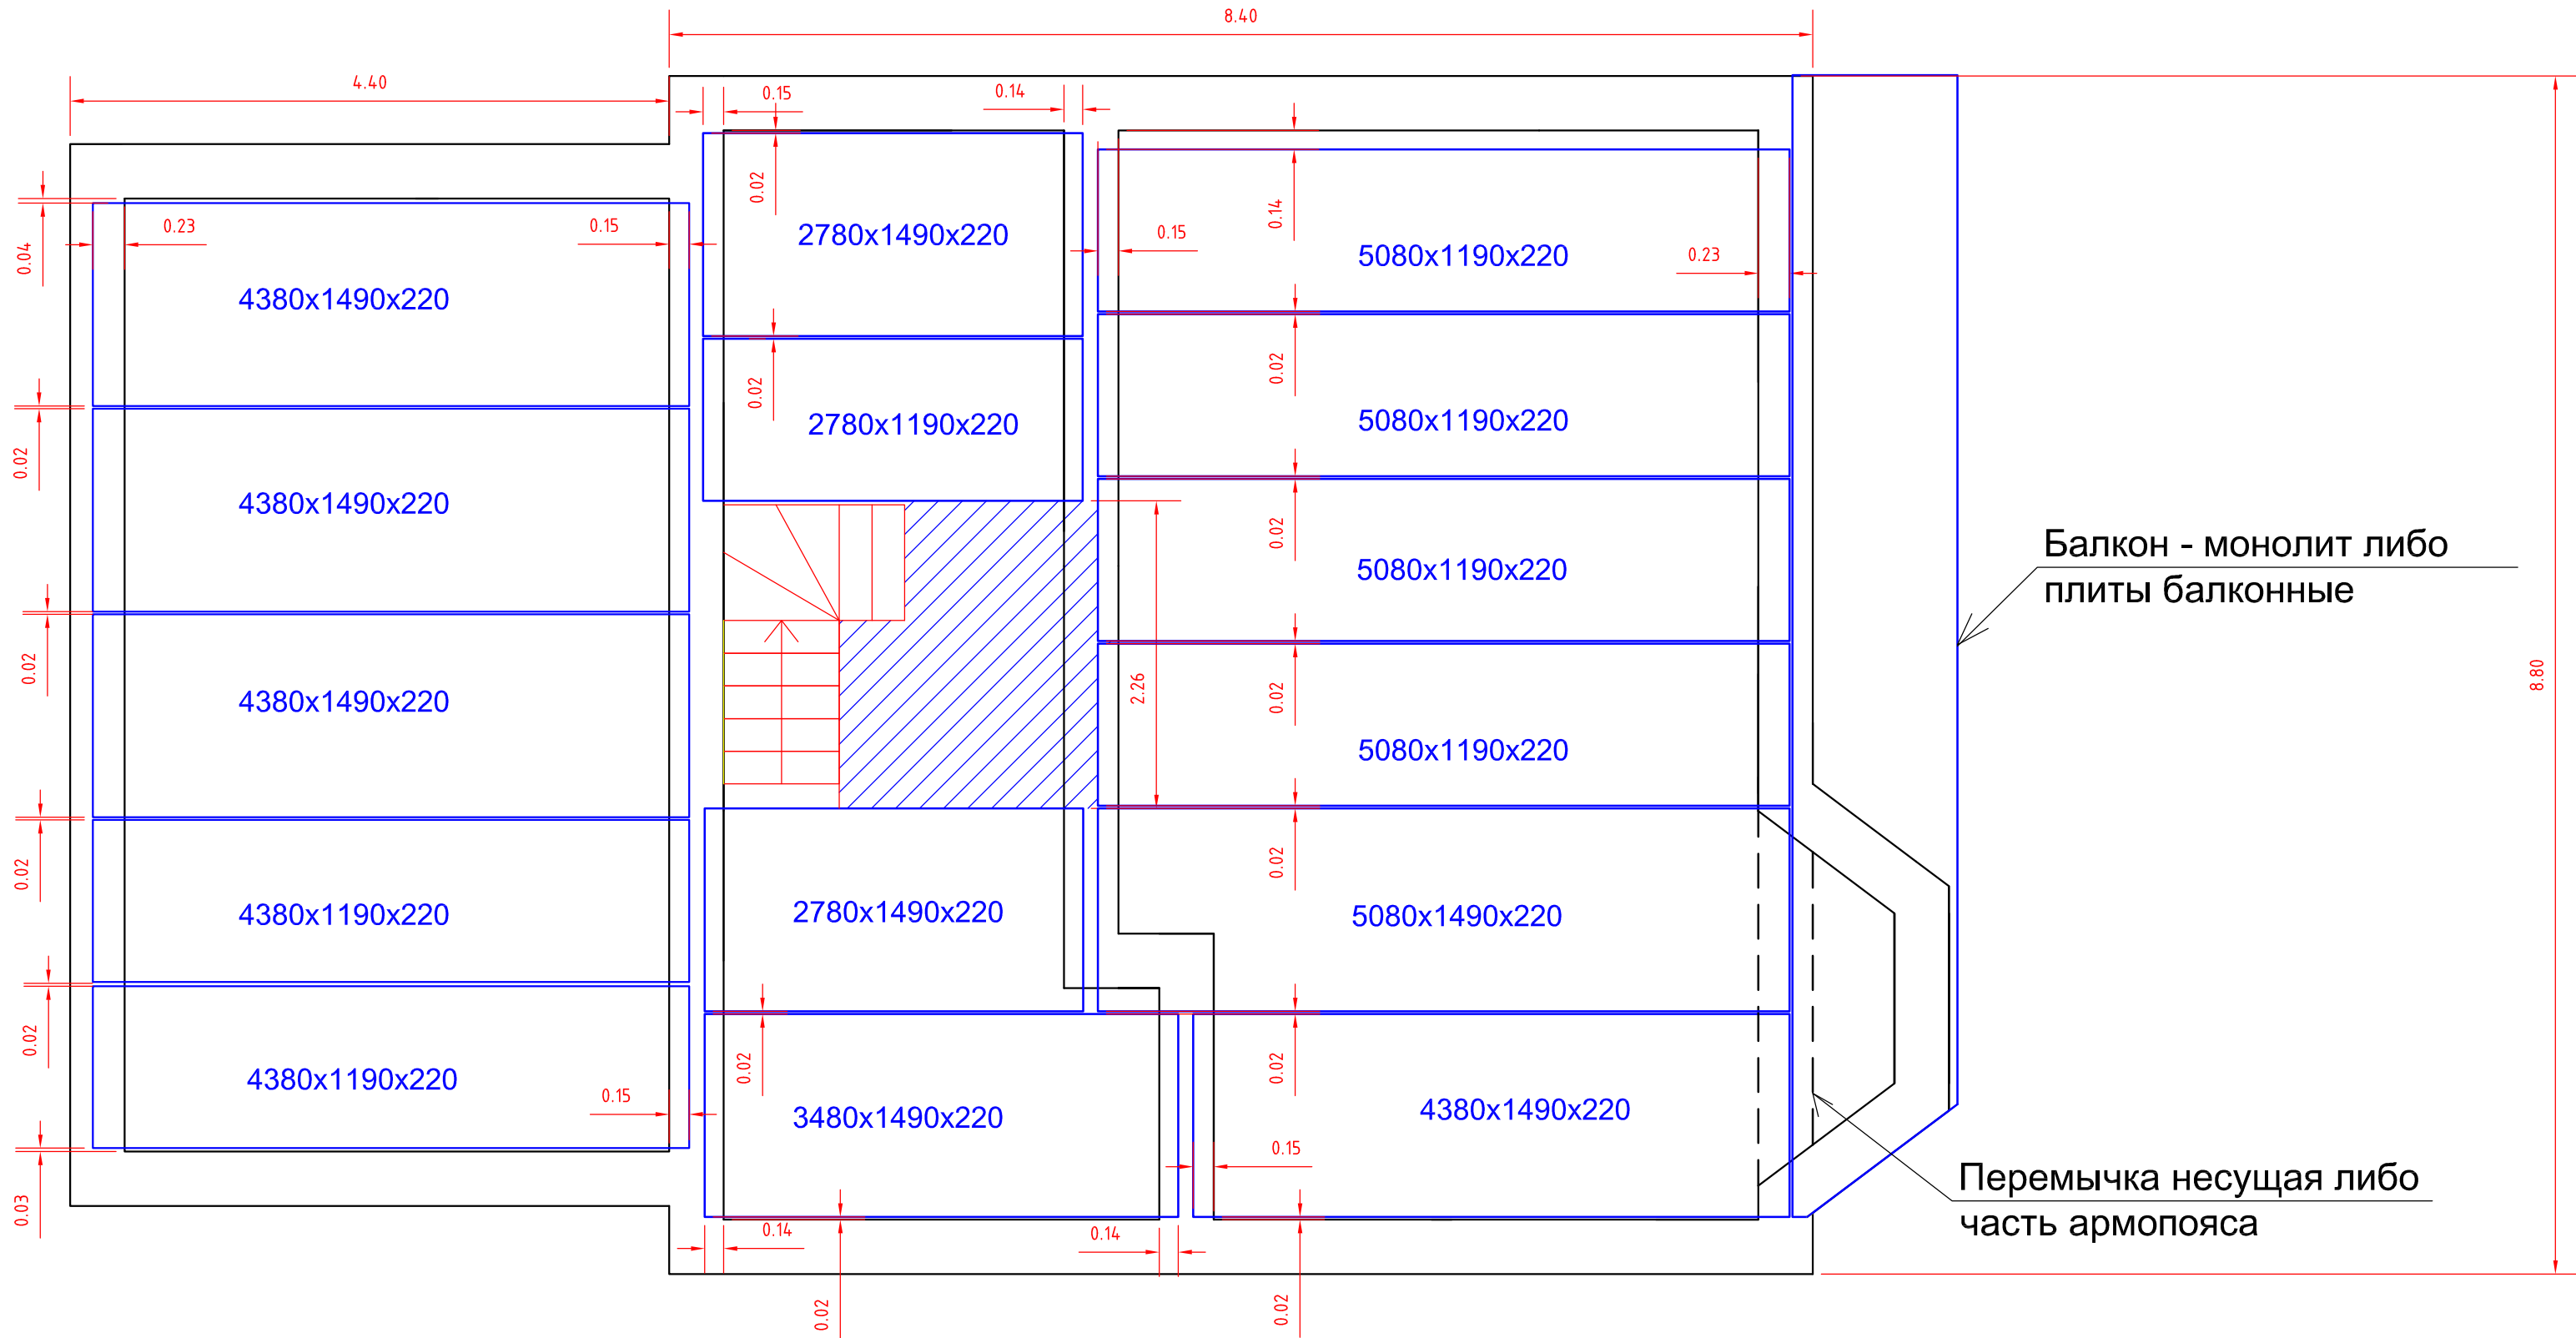 8.40
4.40
0.15
0.14
0.02
0.14
0.23
0.15
0.15
0.23
0.04
2780x1490x220
5080x1190x220
4380x1490x220
0.02
0.02
2780x1190x220
5080x1190x220
0.02
4380x1490x220
0.02
5080x1190x220
Балкон - монолит либо
плиты балконные
0.02
4380x1490x220
2.26
0.02
5080x1190x220
8.80
0.02
0.02
4380x1190x220
2780x1490x220
5080x1490x220
0.02
0.02
0.02
4380x1190x220
0.15
3480x1490x220
4380x1490x220
0.15
Перемычка несущая либо
часть армопояса
0.03
0.14
0.14
0.02
0.02